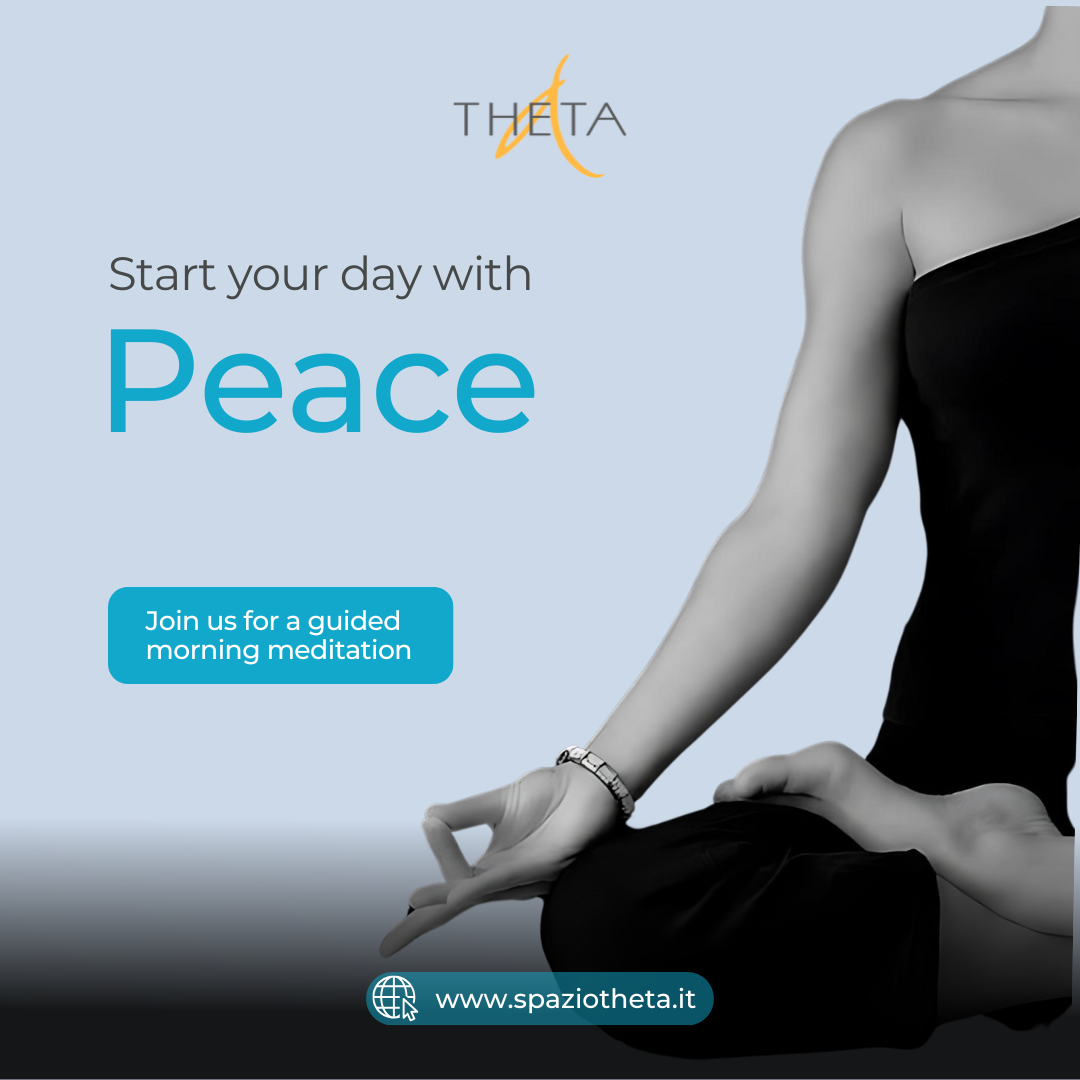 THETA
Start your day with
Peace
Join us for a guided
morning meditation
www.spaziotheta.it